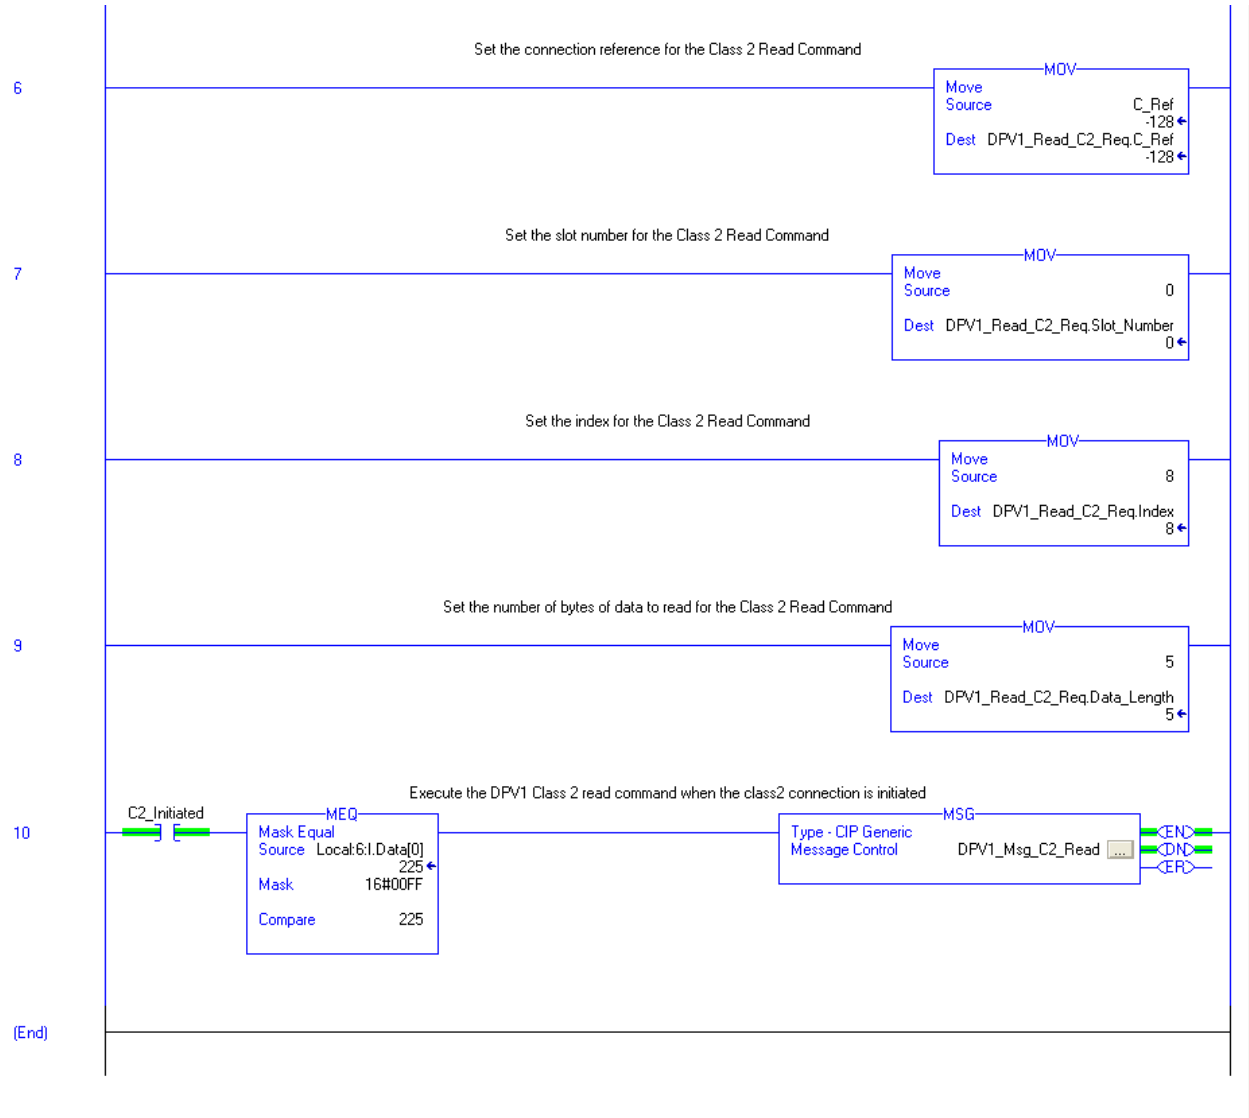 Set the connection reference for the Class 2 Read Command
6
MOV
Move
Source C_Ref
-128
Dest DPV1_Read_C2_Req.C_Ref
-128
Set the slot number for the Class 2 Read Command
7
MOV
Move
Source 0
Dest DPV1_Read_C2_Req.Slot_Number
0
Set the index for the Class 2 Read Command
8
MOV
Move
Source 8
Dest DPV1_Read_C2_Req.Index
8
Set the number of bytes of data to read for the Class 2 Read Command
9
MOV
Move
Source 5
Dest DPV1_Read_C2_Req.Data_Length
5
Execute the DPV1 Class 2 read command when the class2 connection is initiated
10
C2_Initiated
MEQ
Mask Equal
Source Local:6:I.Data[0]
225
Mask 16#00FF
Compare 225
MSG
Type - CIP Generic
Message Control DPV1_Msg_C2_Read ...
EN
DN
ER
(End)